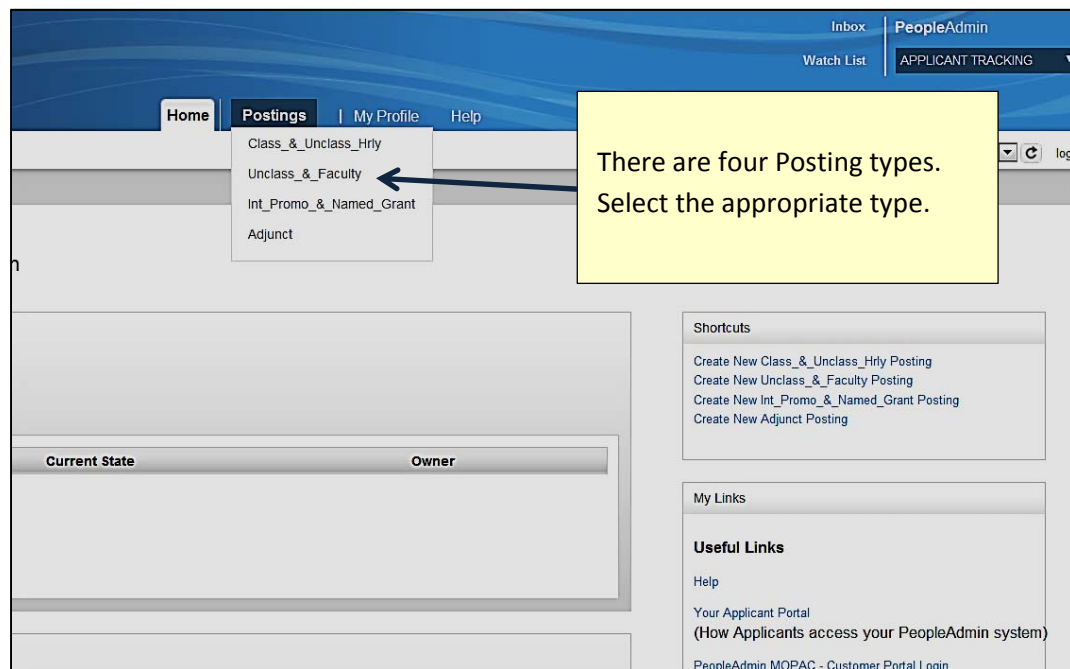 Inbox
PeopleAdmin
Watch List
APPLICANT TRACKING
Home
Postings
| My Profile
Help
Class_&_Unclass_Hrly
Unclass_&_Faculty
Int_Promo_&_Named_Grant
Adjunct
There are four Posting types.
Select the appropriate type.
log
n
Shortcuts
Create New Class_&_Unclass_Hrly Posting
Create New Unclass_&_Faculty Posting
Create New Int_Promo_&_Named_Grant Posting
Create New Adjunct Posting
Current State
Owner
My Links
Useful Links
Help
Your Applicant Portal
(How Applicants access your PeopleAdmin system)
PeopleAdmin MOPAC - Customer Portal Login